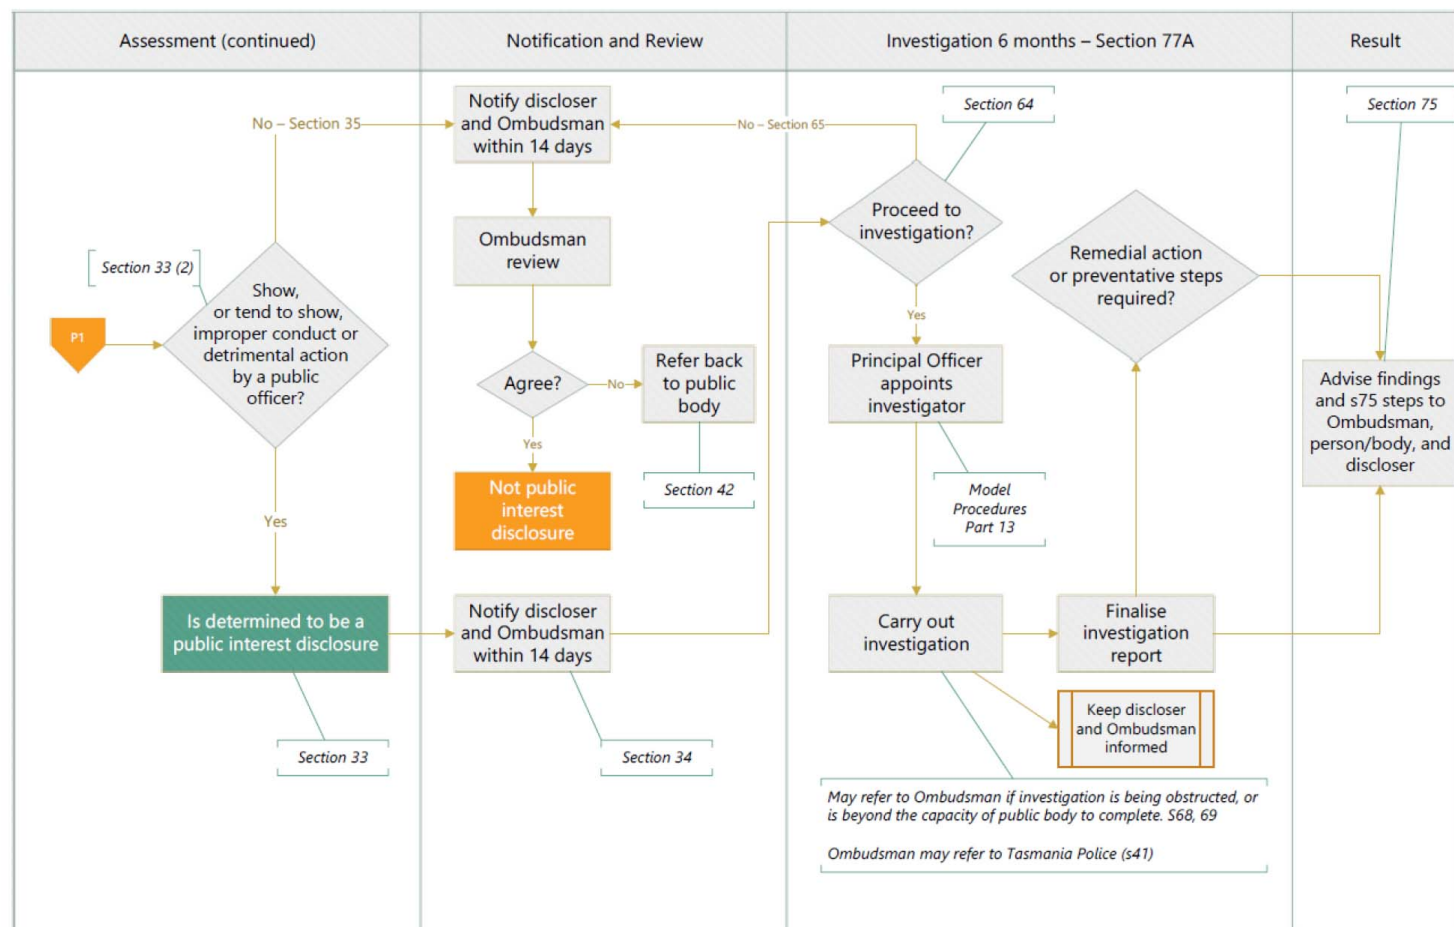 Assessment (continued)
Notification and Review
Investigation 6 months – Section 77A
Result
P1
Section 33 (2)
Show,
or tend to show,
improper conduct or
detrimental action
by a public
officer?
No – Section 35
Yes
Is determined to be a
public interest disclosure
Section 33
Notify discloser
and Ombudsman
within 14 days
Ombudsman
review
Agree?
No
Refer back
to public
body
Section 42
Yes
Not public
interest
disclosure
Notify discloser
and Ombudsman
within 14 days
Section 34
No – Section 65
Section 64
Proceed to
investigation?
Yes
Principal Officer
appoints
investigator
Model
Procedures
Part 13
Carry out
investigation
Finalise
investigation
report
Keep discloser
and Ombudsman
informed
May refer to Ombudsman if investigation is being obstructed, or
is beyond the capacity of public body to complete. S68, 69
Ombudsman may refer to Tasmania Police (s41)
Remedial action
or preventative steps
required?
Section 75
Advise findings
and s75 steps to
Ombudsman,
person/body, and
discloser